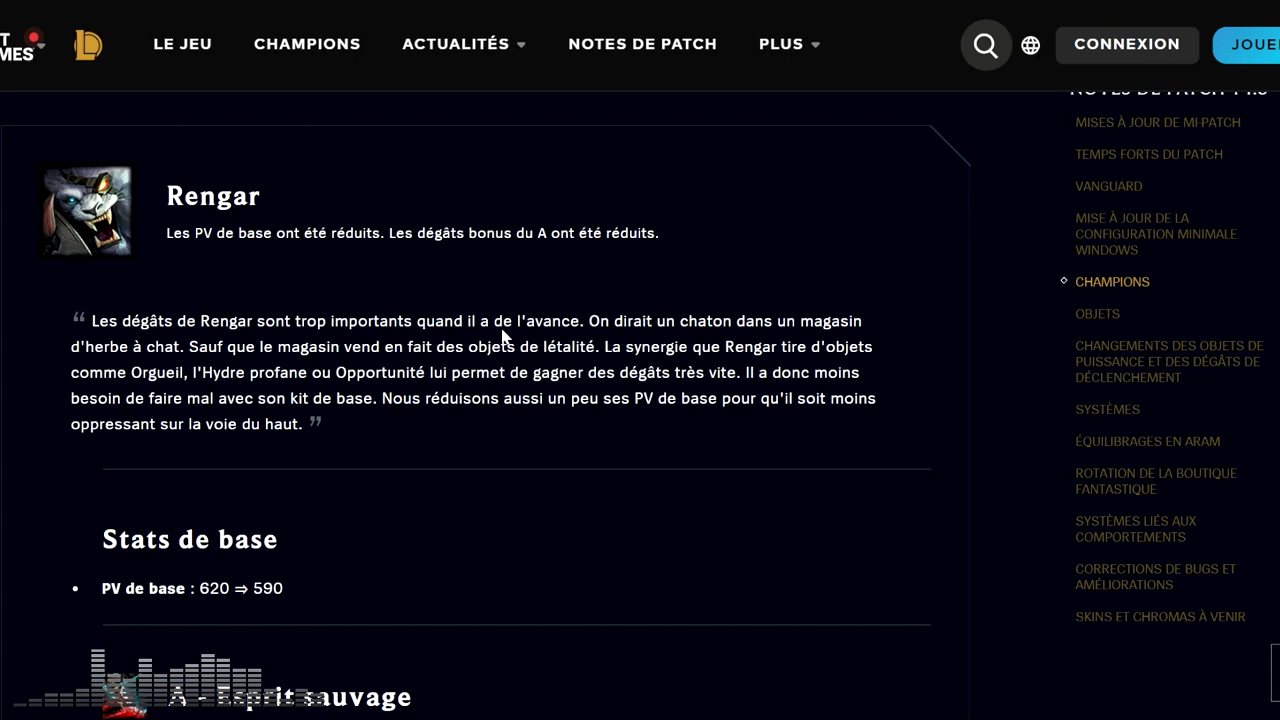 LE JEU
CHAMPIONS
ACTUALITÉS
NOTES DE PATCH
PLUS
CONNEXION
Rengar
Les PV de base ont été réduits. Les dégâts bonus du A ont été réduits.
“ Les dégâts de Rengar sont trop importants quand il a de l'avance. On dirait un chaton dans un magasin
d'herbe à chat. Sauf que le magasin vend en fait des objets de létalité. La synergie que Rengar tire d'objets
comme Orgueil, l'Hydre profane ou Opportunité lui permet de gagner des dégâts très vite. Il a donc moins
besoin de faire mal avec son kit de base. Nous réduisons aussi un peu ses PV de base pour qu'il soit moins
oppressant sur la voie du haut. ”
Stats de base
• PV de base : 620 ⇒ 590
A - Esprit sauvage
NOTES DE PATCH
MISES À JOUR DE MI-PATCH
TEMPS FORTS DU PATCH
VANGUARD
MISE À JOUR DE LA
CONFIGURATION MINIMALE
WINDOWS
CHAMPIONS
OBJETS
CHANGEMENTS DES OBJETS DE
PUISSANCE ET DES DÉGÂTS DE
DÉCLENCHEMENT
SYSTÈMES
ÉQUILIBRAGES EN ARAM
ROTATION DE LA BOUTIQUE
FANTASTIQUE
SYSTÈMES LIÉS AUX
COMPORTEMENTS
CORRECTIONS DE BUGS ET
AMÉLIORATIONS
SKINS ET CHROMAS À VENIR